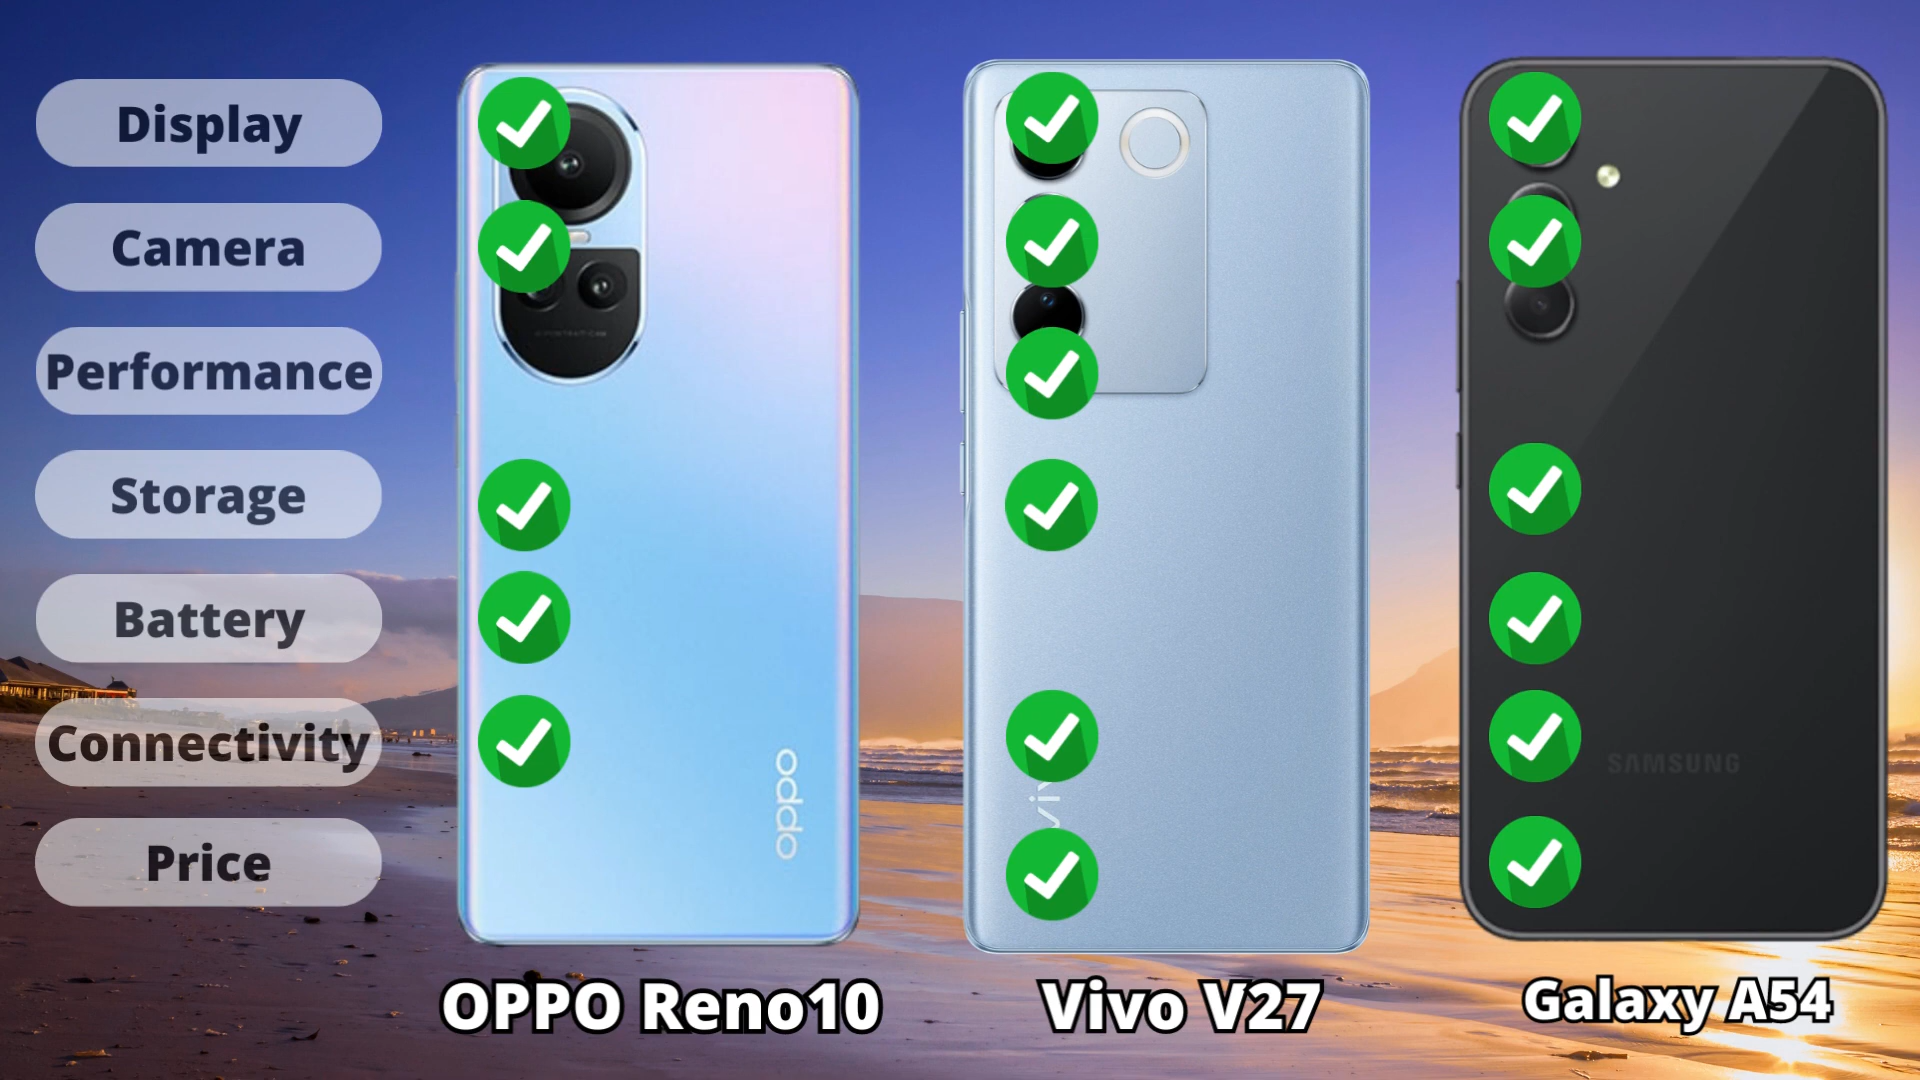 Display
Camera
Performance
Storage
Battery
Connectivity
Price
oppo
SAMSUNG
OPPO Reno10
Vivo V27
Galaxy A54